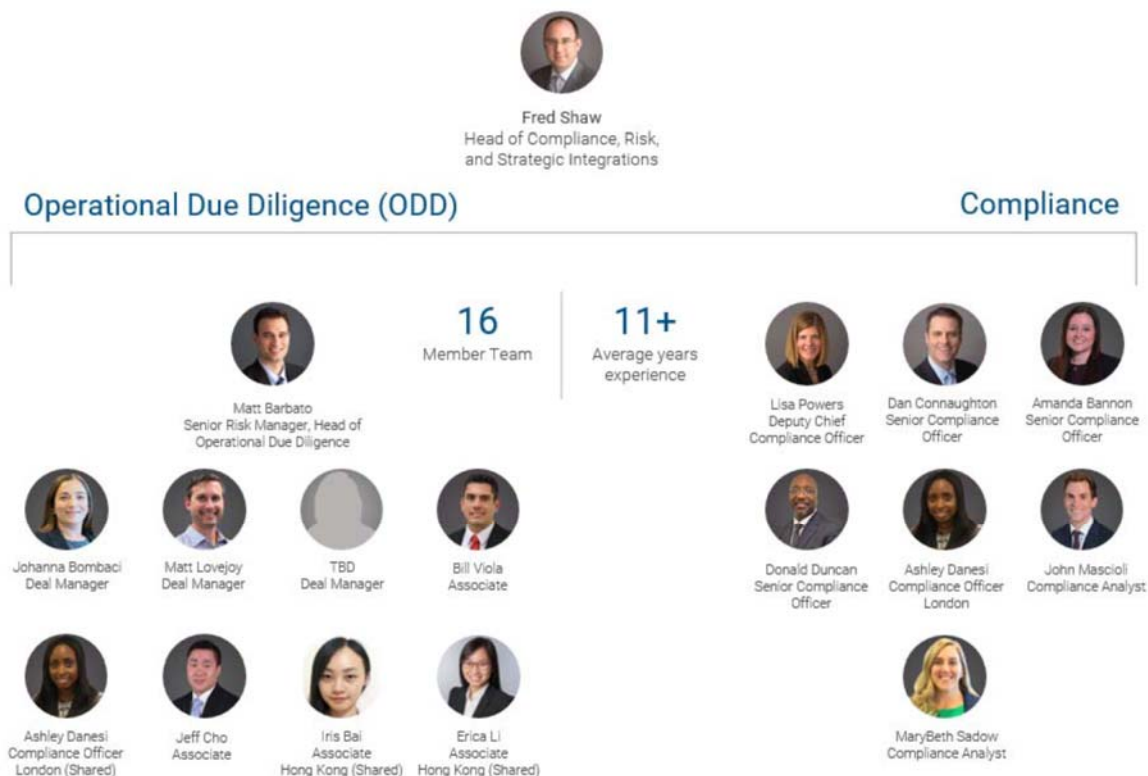 Fred Shaw
Head of Compliance, Risk,
and Strategic Integrations
Operational Due Diligence (ODD)
Compliance
16
Member Team
11+
Average years
experience
Matt Barbato
Senior Risk Manager, Head of
Operational Due Diligence
Lisa Powers
Deputy Chief
Compliance Officer
Dan Connaughton
Senior Compliance
Officer
Amanda Bannon
Senior Compliance
Officer
Johanna Bombaci
Deal Manager
Matt Lovejoy
Deal Manager
TBD
Deal Manager
Bill Viola
Associate
Donald Duncan
Senior Compliance
Officer
Ashley Danesi
Compliance Officer
London
John Mascioli
Compliance Analyst
Ashley Danesi
Compliance Officer
London (Shared)
Jeff Cho
Associate
Iris Bai
Associate
Hong Kong (Shared)
Erica Li
Associate
Hong Kong (Shared)
MaryBeth Sadow
Compliance Analyst